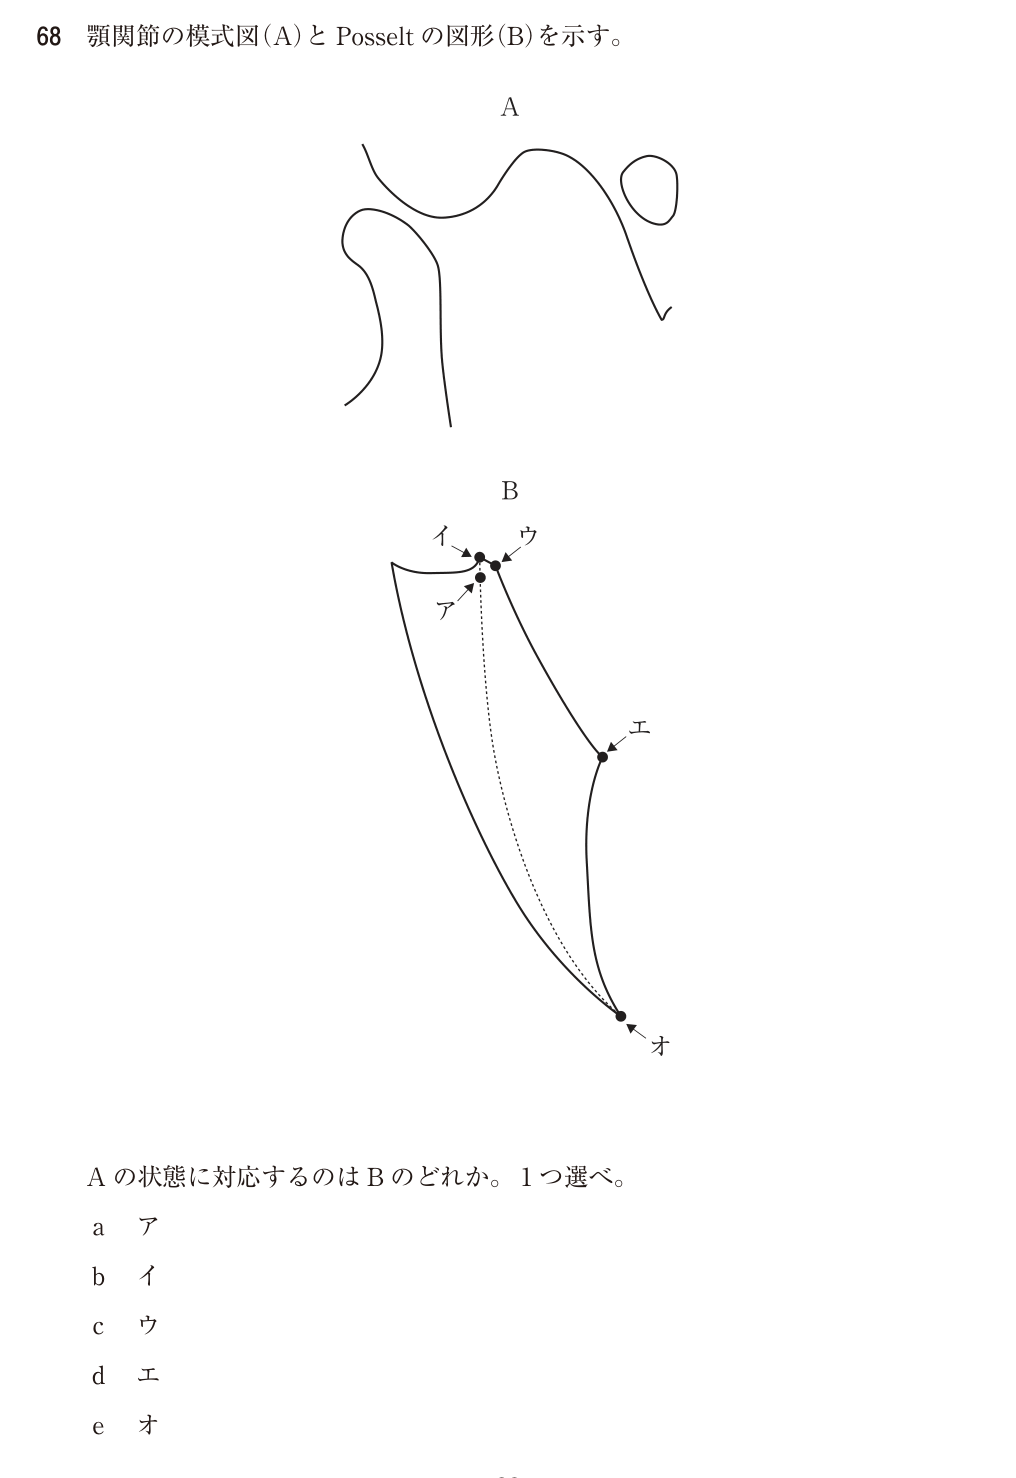 68 顎関節の模式図(A)と Posselt の図形(B)を示す。
A
B
イ
ウ
ア
エ
オ
A の状態に対応するのは B のどれか。1つ選べ。
a ア
b イ
c ウ
d エ
e オ